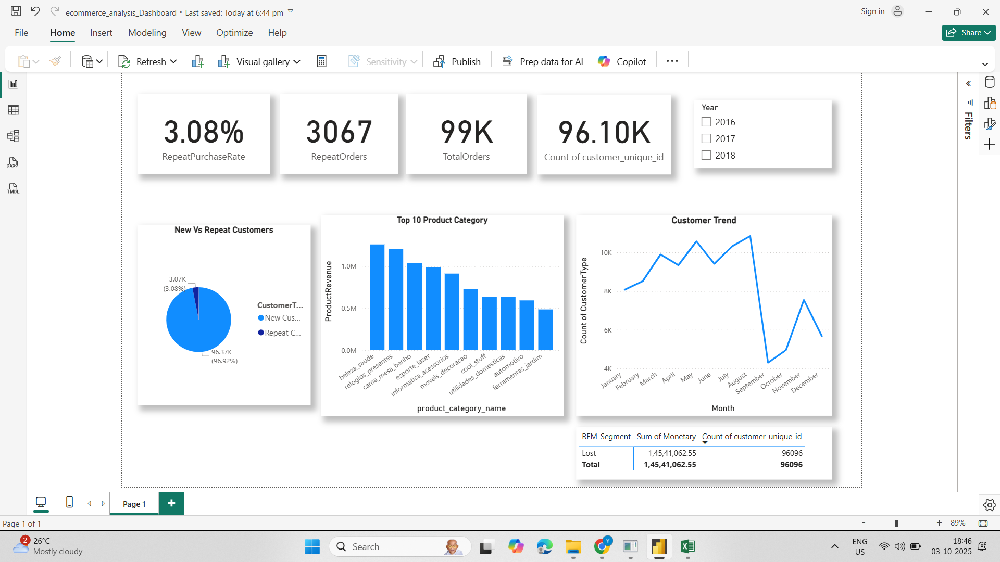 ecommerce_analysis_Dashboard • Last saved: Today at 6:44 pm
Sign in
File Home Insert Modeling View Optimize Help
Share
Refresh
Visual gallery
Sensitivity
Publish
Prep data for AI
Copilot
DAX
TMDL
3.08%
RepeatPurchaseRate
3067
RepeatOrders
99K
TotalOrders
96.10K
Count of customer_unique_id
Year
2016
2017
2018
Filters
New Vs Repeat Customers
3.07K
(3.08%)
96.37K
(96.92%)
CustomerT...
New Cus...
Repeat C...
Top 10 Product Category
ProductRevenue
1.0M
0.5M
0.0M
beleza_saude
relogios_presentes
cama_mesa_banho
esporte_lazer
informatica_acessorios
moveis_decoracao
cool_stuff
utilidades_domesticas
automotivo
ferramentas_jardim
product_category_name
Customer Trend
Count of CustomerType
10K
8K
6K
4K
January
February
March
April
May
June
July
August
September
October
November
December
Month
RFM_Segment Sum of Monetary Count of customer_unique_id
Lost 1,45,41,062.55 96096
Total 1,45,41,062.55 96096
Page 1
Page 1 of 1
- + 89%
2
26°C
Mostly cloudy
Search
Y
ENG
US
18:46
03-10-2025